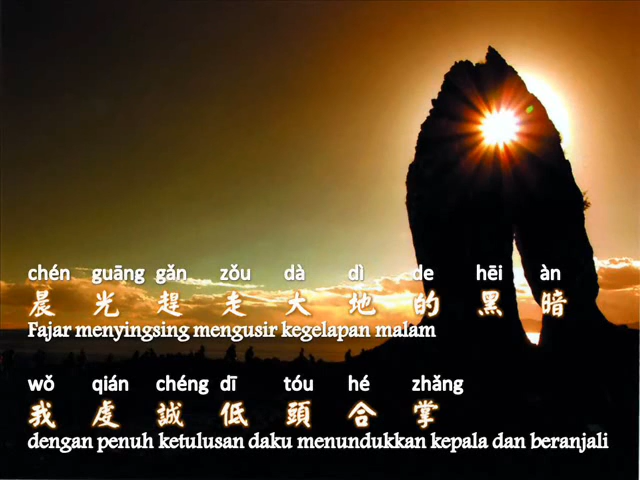 chén guāng gǎn zǒu dà dì de hēi àn
晨光趕走大地的黑暗
Fajar menyingsing mengusir kegelapan malam
wǒ qián chéng dī tóu hé zhǎng
我虔誠低頭合掌
dengan penuh ketulusan daku menundukkan kepala dan beranjali